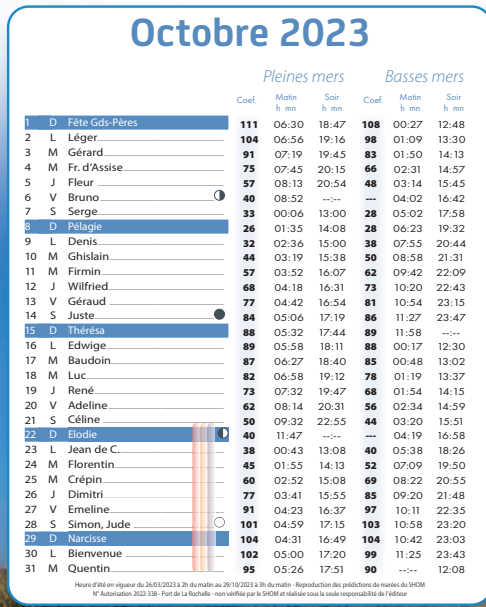 Octobre 2023
Pleines mers Basses mers
Coef. Matin Soir Coef. Matin Soir
h mn h mn h mn h mn
1 D Fête Gds-Pères 111 06:30 18:47 108 00:27 12:48
2 L Léger 104 06:56 19:16 98 01:09 13:30
3 M Gérard 91 07:19 19:45 83 01:50 14:13
4 M Fr. d'Assise 75 07:45 20:15 66 02:31 14:57
5 J Fleur 57 08:13 20:54 48 03:14 15:45
6 V Bruno 40 08:52 --:-- --- 04:02 16:42
7 S Serge 33 00:06 13:00 28 05:02 17:58
8 D Pélagie 26 01:35 14:08 28 06:23 19:32
9 L Denis 32 02:36 15:00 38 07:55 20:44
10 M Ghislain 44 03:19 15:38 50 08:58 21:31
11 M Firmin 57 03:52 16:07 62 09:42 22:09
12 J Wilfried 68 04:18 16:31 73 10:20 22:43
13 V Géraud 77 04:42 16:54 81 10:54 23:15
14 S Juste 84 05:06 17:19 86 11:27 23:47
15 D Thérésa 88 05:32 17:44 89 11:58 --:--
16 L Edwige 89 05:58 18:11 88 00:17 12:30
17 M Baudoin 87 06:27 18:40 85 00:48 13:02
18 M Luc 82 06:58 19:12 78 01:19 13:37
19 J René 73 07:32 19:47 68 01:54 14:15
20 V Adeline 62 08:14 20:31 56 02:34 14:59
21 S Céline 50 09:32 22:55 44 03:20 15:51
22 D Elodie 40 11:47 --:-- --- 04:19 16:58
23 L Jean de C. 38 00:43 13:08 40 05:38 18:26
24 M Florentin 45 01:55 14:13 52 07:09 19:50
25 M Crépin 60 02:52 15:08 69 08:22 20:55
26 J Dimitri 77 03:41 15:55 85 09:20 21:48
27 V Emeline 91 04:23 16:37 97 10:11 22:35
28 S Simon, Jude 101 04:59 17:15 103 10:58 23:20
29 D Narcisse 104 04:31 16:49 104 10:42 23:03
30 L Bienvenue 102 05:00 17:20 99 11:25 23:43
31 M Quentin 95 05:26 17:51 90 --:-- 12:08
Heure d'été en vigueur du 26/03/2023 à 2h du matin au 29/10/2023 à 3h du matin - Reproduction des prédictions de marées du SHOM
N° Autorisation 2022-338 - Port de La Rochelle - non vérifiée par le SHOM et réalisée sous la seule responsabilité de l'éditeur